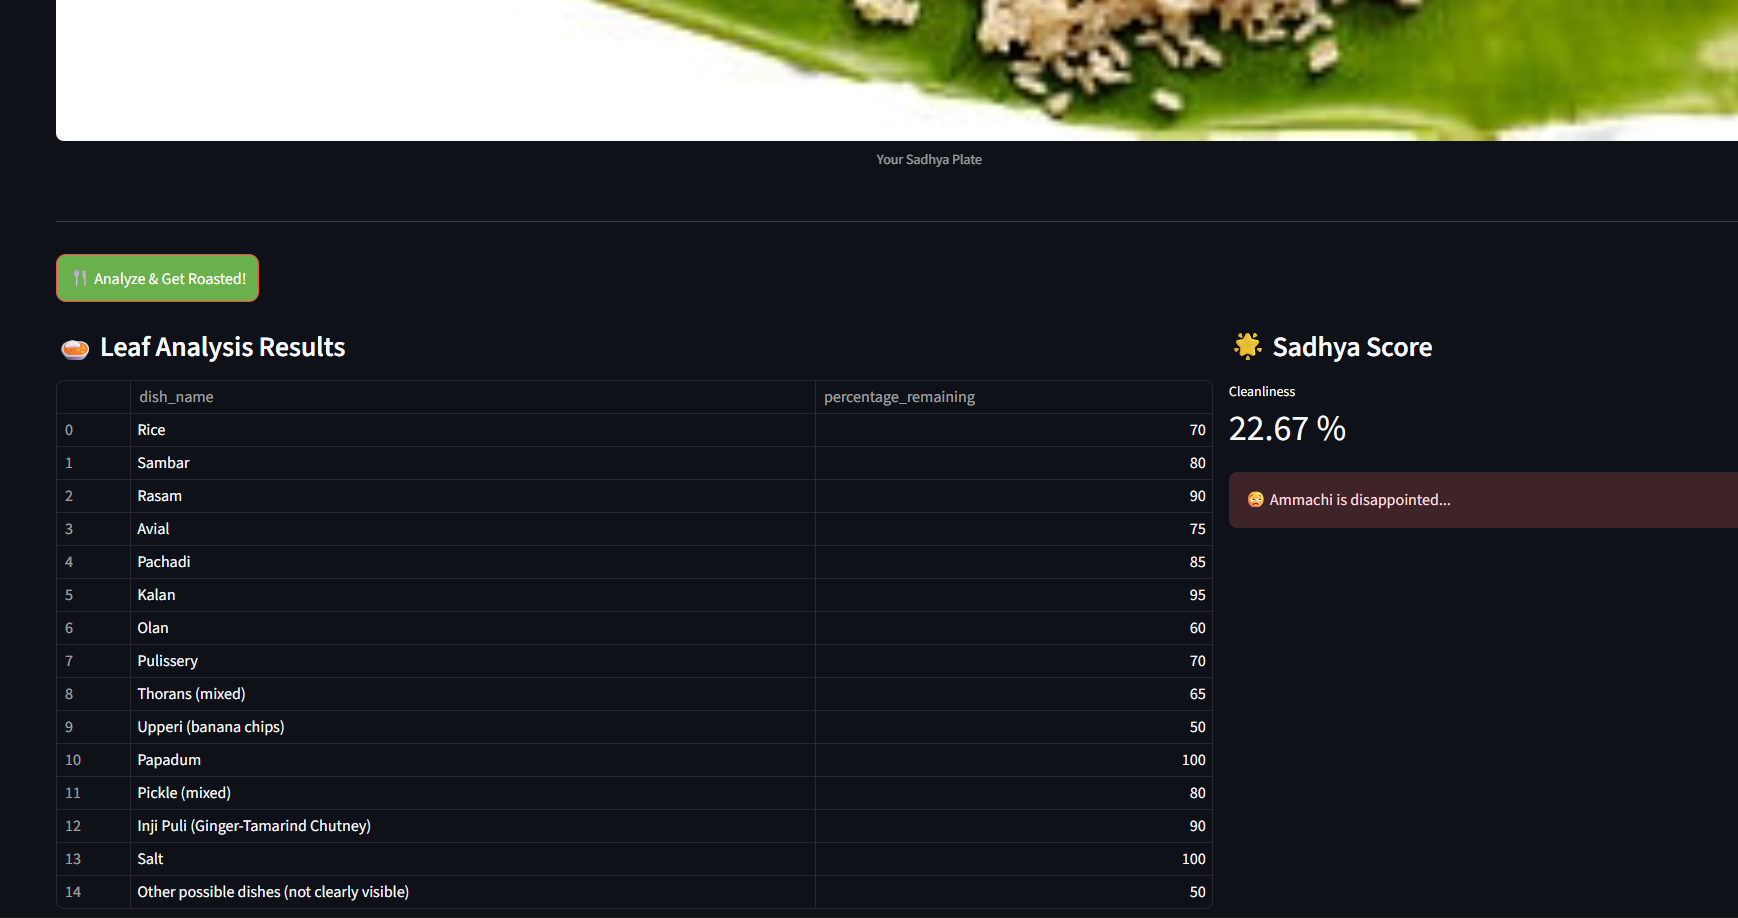 Your Sadhya Plate
🍴 Analyze & Get Roasted!
Leaf Analysis Results
dish_name percentage_remaining
0 Rice 70
1 Sambar 80
2 Rasam 90
3 Avial 75
4 Pachadi 85
5 Kalan 95
6 Olan 60
7 Pulissery 70
8 Thorans (mixed) 65
9 Upperi (banana chips) 50
10 Papadum 100
11 Pickle (mixed) 80
12 Inji Puli (Ginger-Tamarind Chutney) 90
13 Salt 100
14 Other possible dishes (not clearly visible) 50
Sadhya Score
Cleanliness
22.67 %
Ammachi is disappointed...